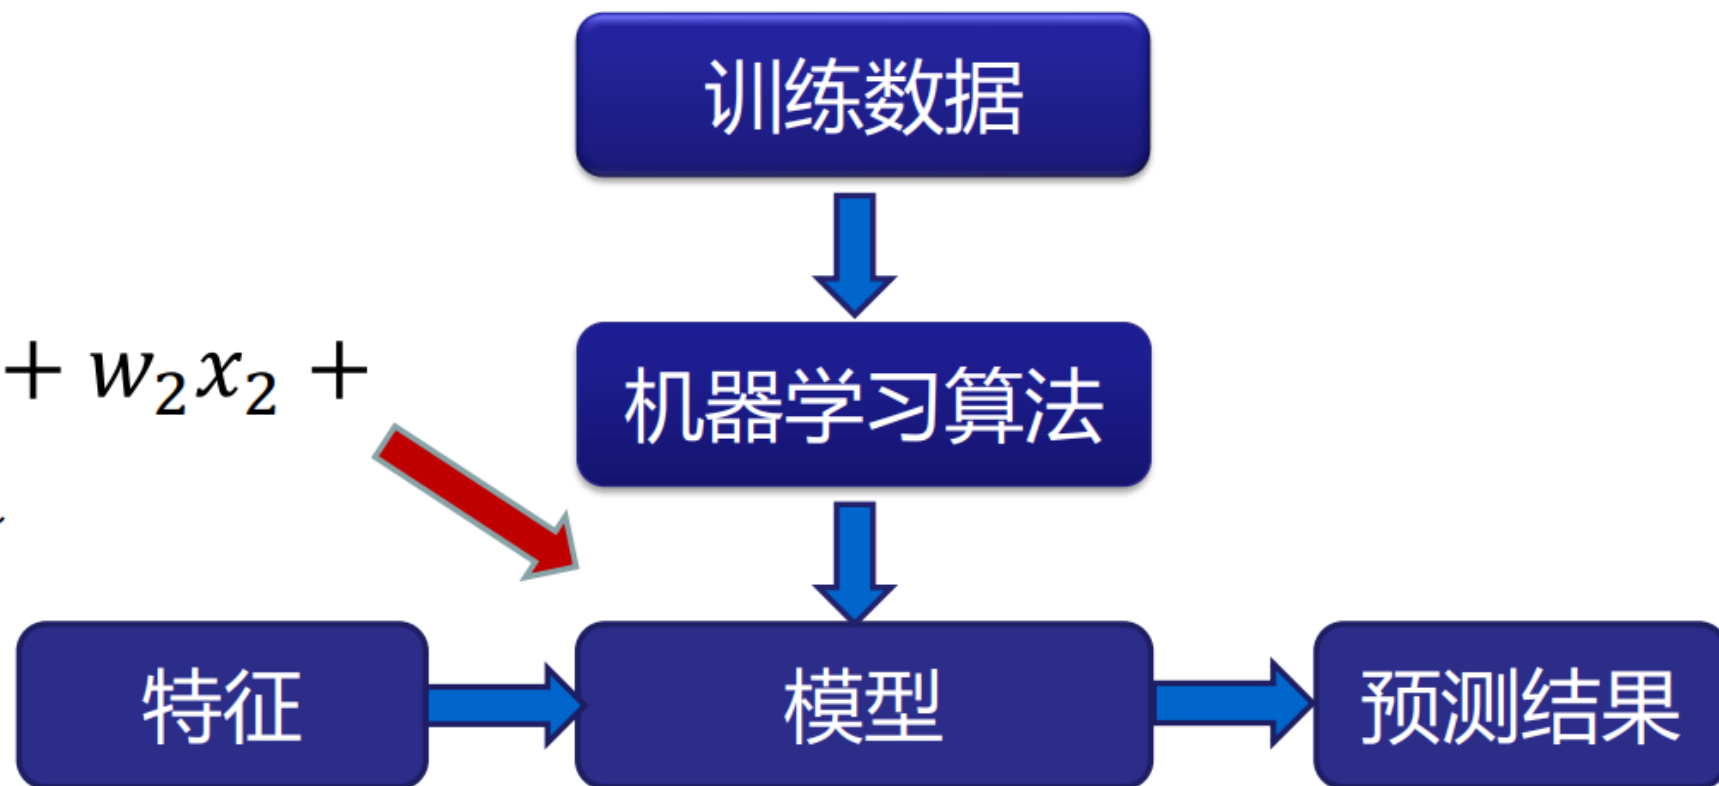 训练数据
+ w₂x₂ +
机器学习算法
特征
模型
预测结果